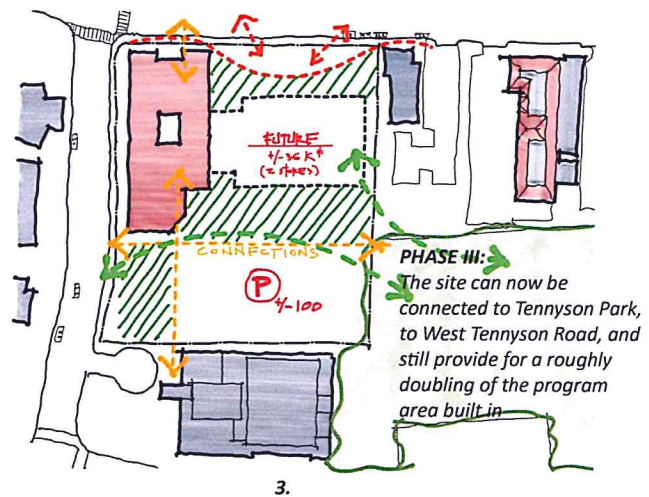 FUTURE
+/-36 K⌀
(2 STORIES)
CONNECTIONS
P
+/-100
PHASE III:
The site can now be
connected to Tennyson Park,
to West Tennyson Road, and
still provide for a roughly
doubling of the program
area built in
3.